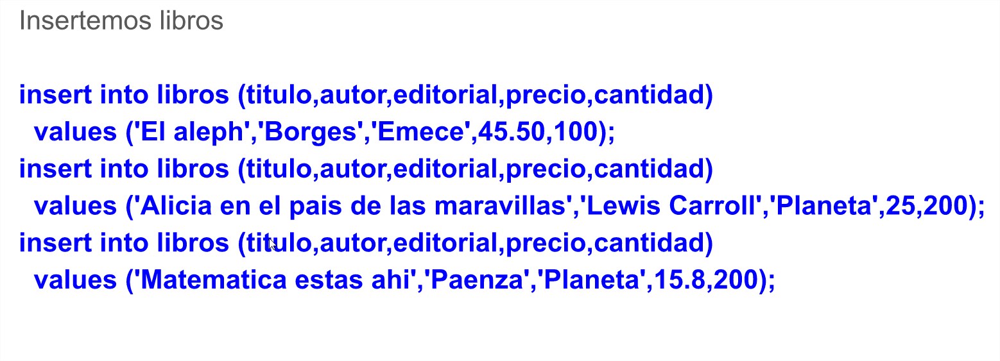 Insertemos libros
insert into libros (titulo,autor,editorial,precio,cantidad)
values ('El aleph','Borges','Emece',45.50,100);
insert into libros (titulo,autor,editorial,precio,cantidad)
values ('Alicia en el pais de las maravillas','Lewis Carroll','Planeta',25,200);
insert into libros (titulo,autor,editorial,precio,cantidad)
values ('Matematica estas ahi','Paenza','Planeta',15.8,200);